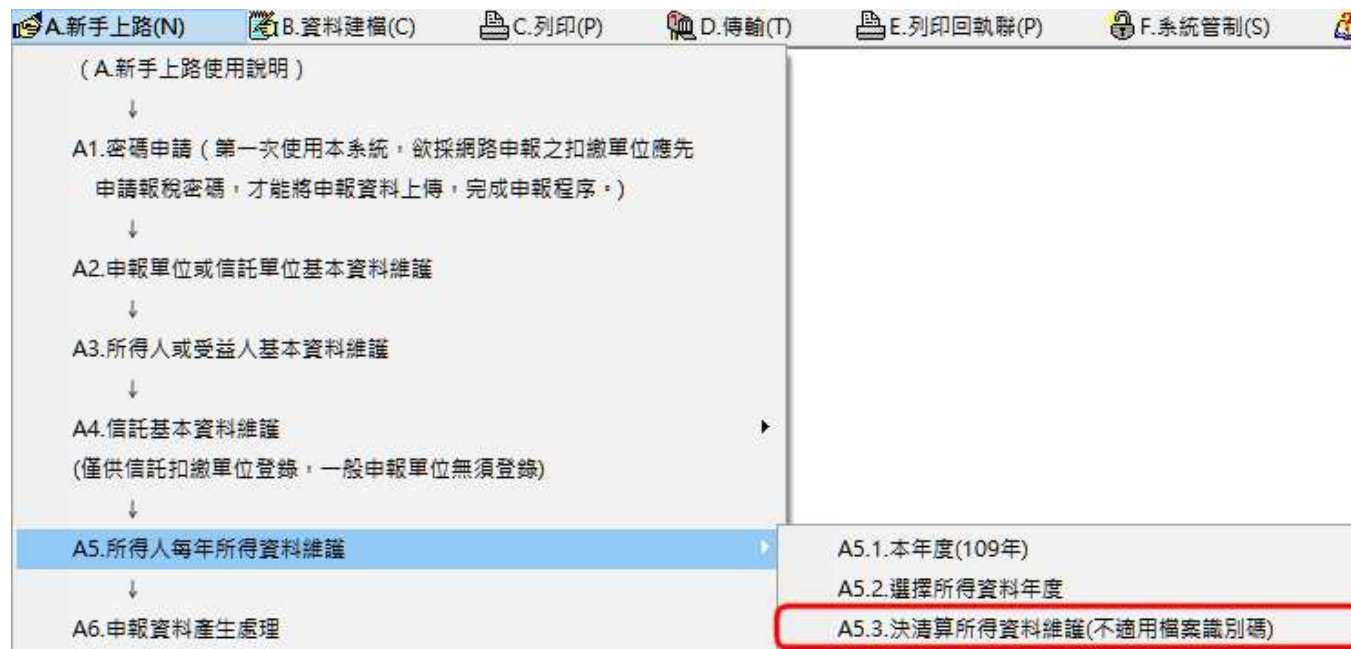 A.新手上路(N) B.資料建檔(C) C.列印(P) D.傳輸(T) E.列印回執聯(P) F.系統管制(S)
(A.新手上路使用說明)
↓
A1.密碼申請(第一次使用本系統，欲採網路申報之扣繳單位應先
申請報稅密碼，才能將申報資料上傳，完成申報程序。)
↓
A2.申報單位或信託單位基本資料維護
↓
A3.所得人或受益人基本資料維護
↓
A4.信託基本資料維護
(僅供信託扣繳單位登錄，一般申報單位無須登錄)
↓
A5.所得人每年所得資料維護
↓
A6.申報資料產生處理
A5.1.本年度(109年)
A5.2.選擇所得資料年度
A5.3.決清算所得資料維護(不適用檔案識別碼)